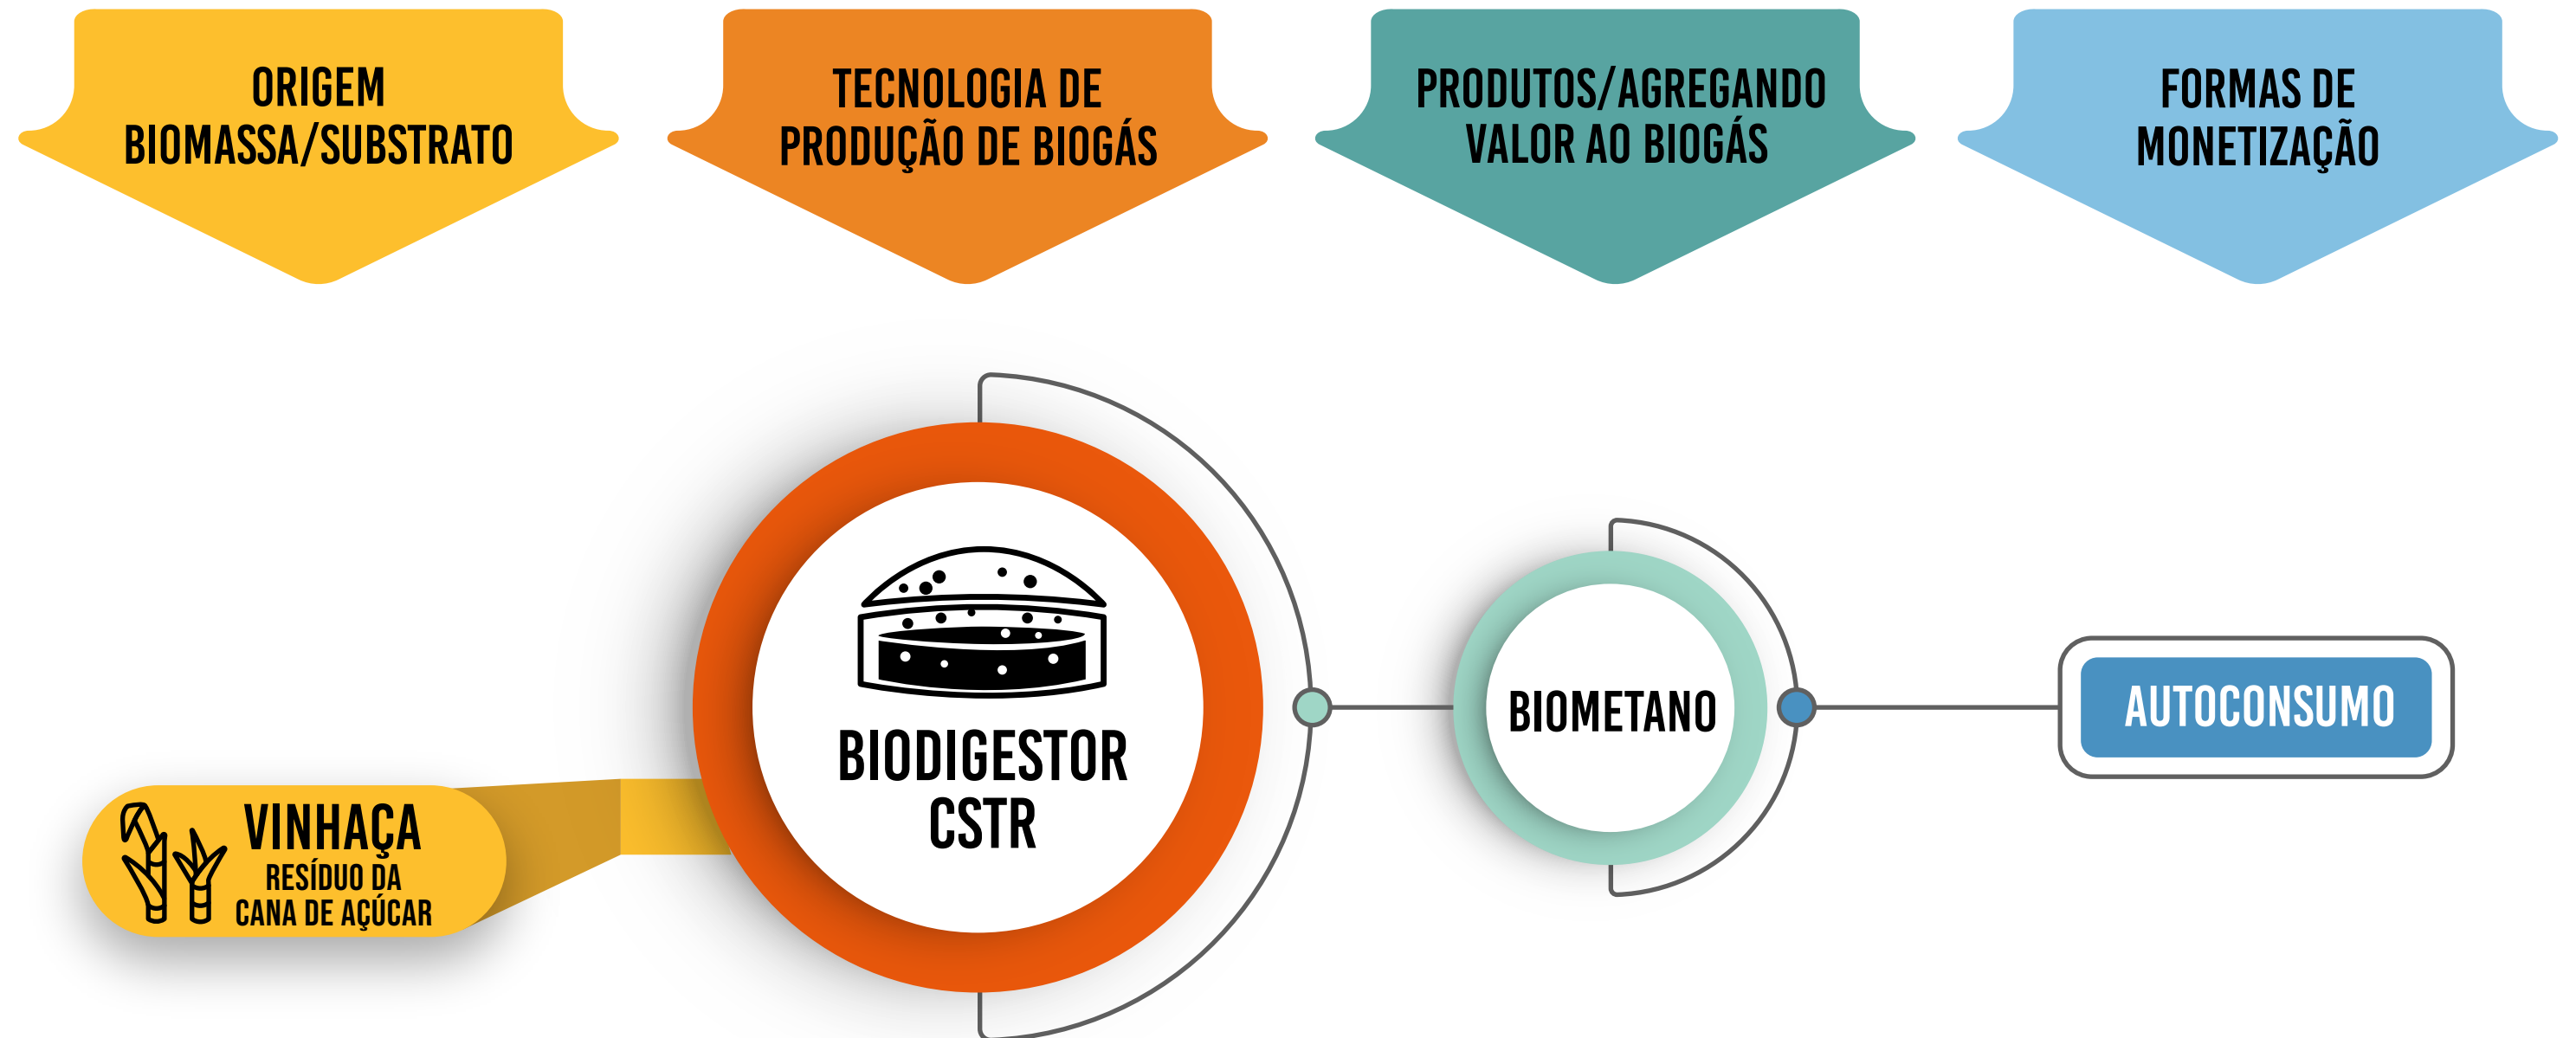 ORIGEM
BIOMASSA/SUBSTRATO
TECNOLOGIA DE
PRODUÇÃO DE BIOGÁS
PRODUTOS/AGREGANDO
VALOR AO BIOGÁS
FORMAS DE
MONETIZAÇÃO
VINHAÇA
RESÍDUO DA
CANA DE AÇÚCAR
BIODIGESTOR
CSTR
BIOMETANO
AUTOCONSUMO